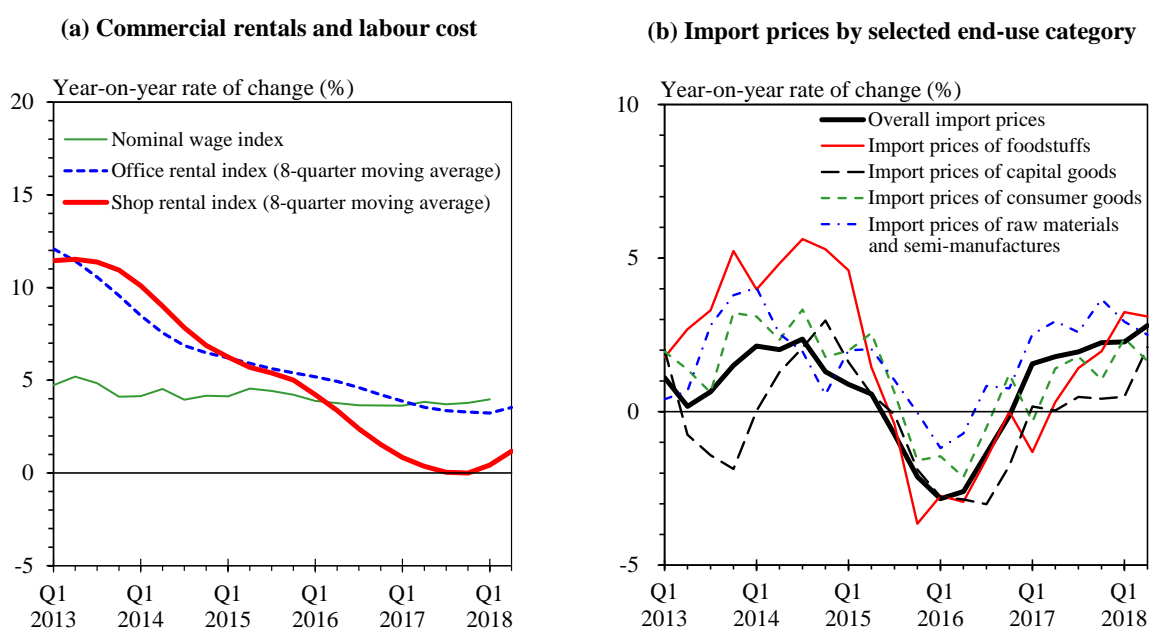 (a) Commercial rentals and labour cost
Year-on-year rate of change (%)
20
15
10
5
0
-5
Nominal wage index
Office rental index (8-quarter moving average)
Shop rental index (8-quarter moving average)
Q1 Q1 Q1 Q1 Q1 Q1
2013 2014 2015 2016 2017 2018
(b) Import prices by selected end-use category
Year-on-year rate of change (%)
10
5
0
-5
Overall import prices
Import prices of foodstuffs
Import prices of capital goods
Import prices of consumer goods
Import prices of raw materials
and semi-manufactures
Q1 Q1 Q1 Q1 Q1 Q1
2013 2014 2015 2016 2017 2018